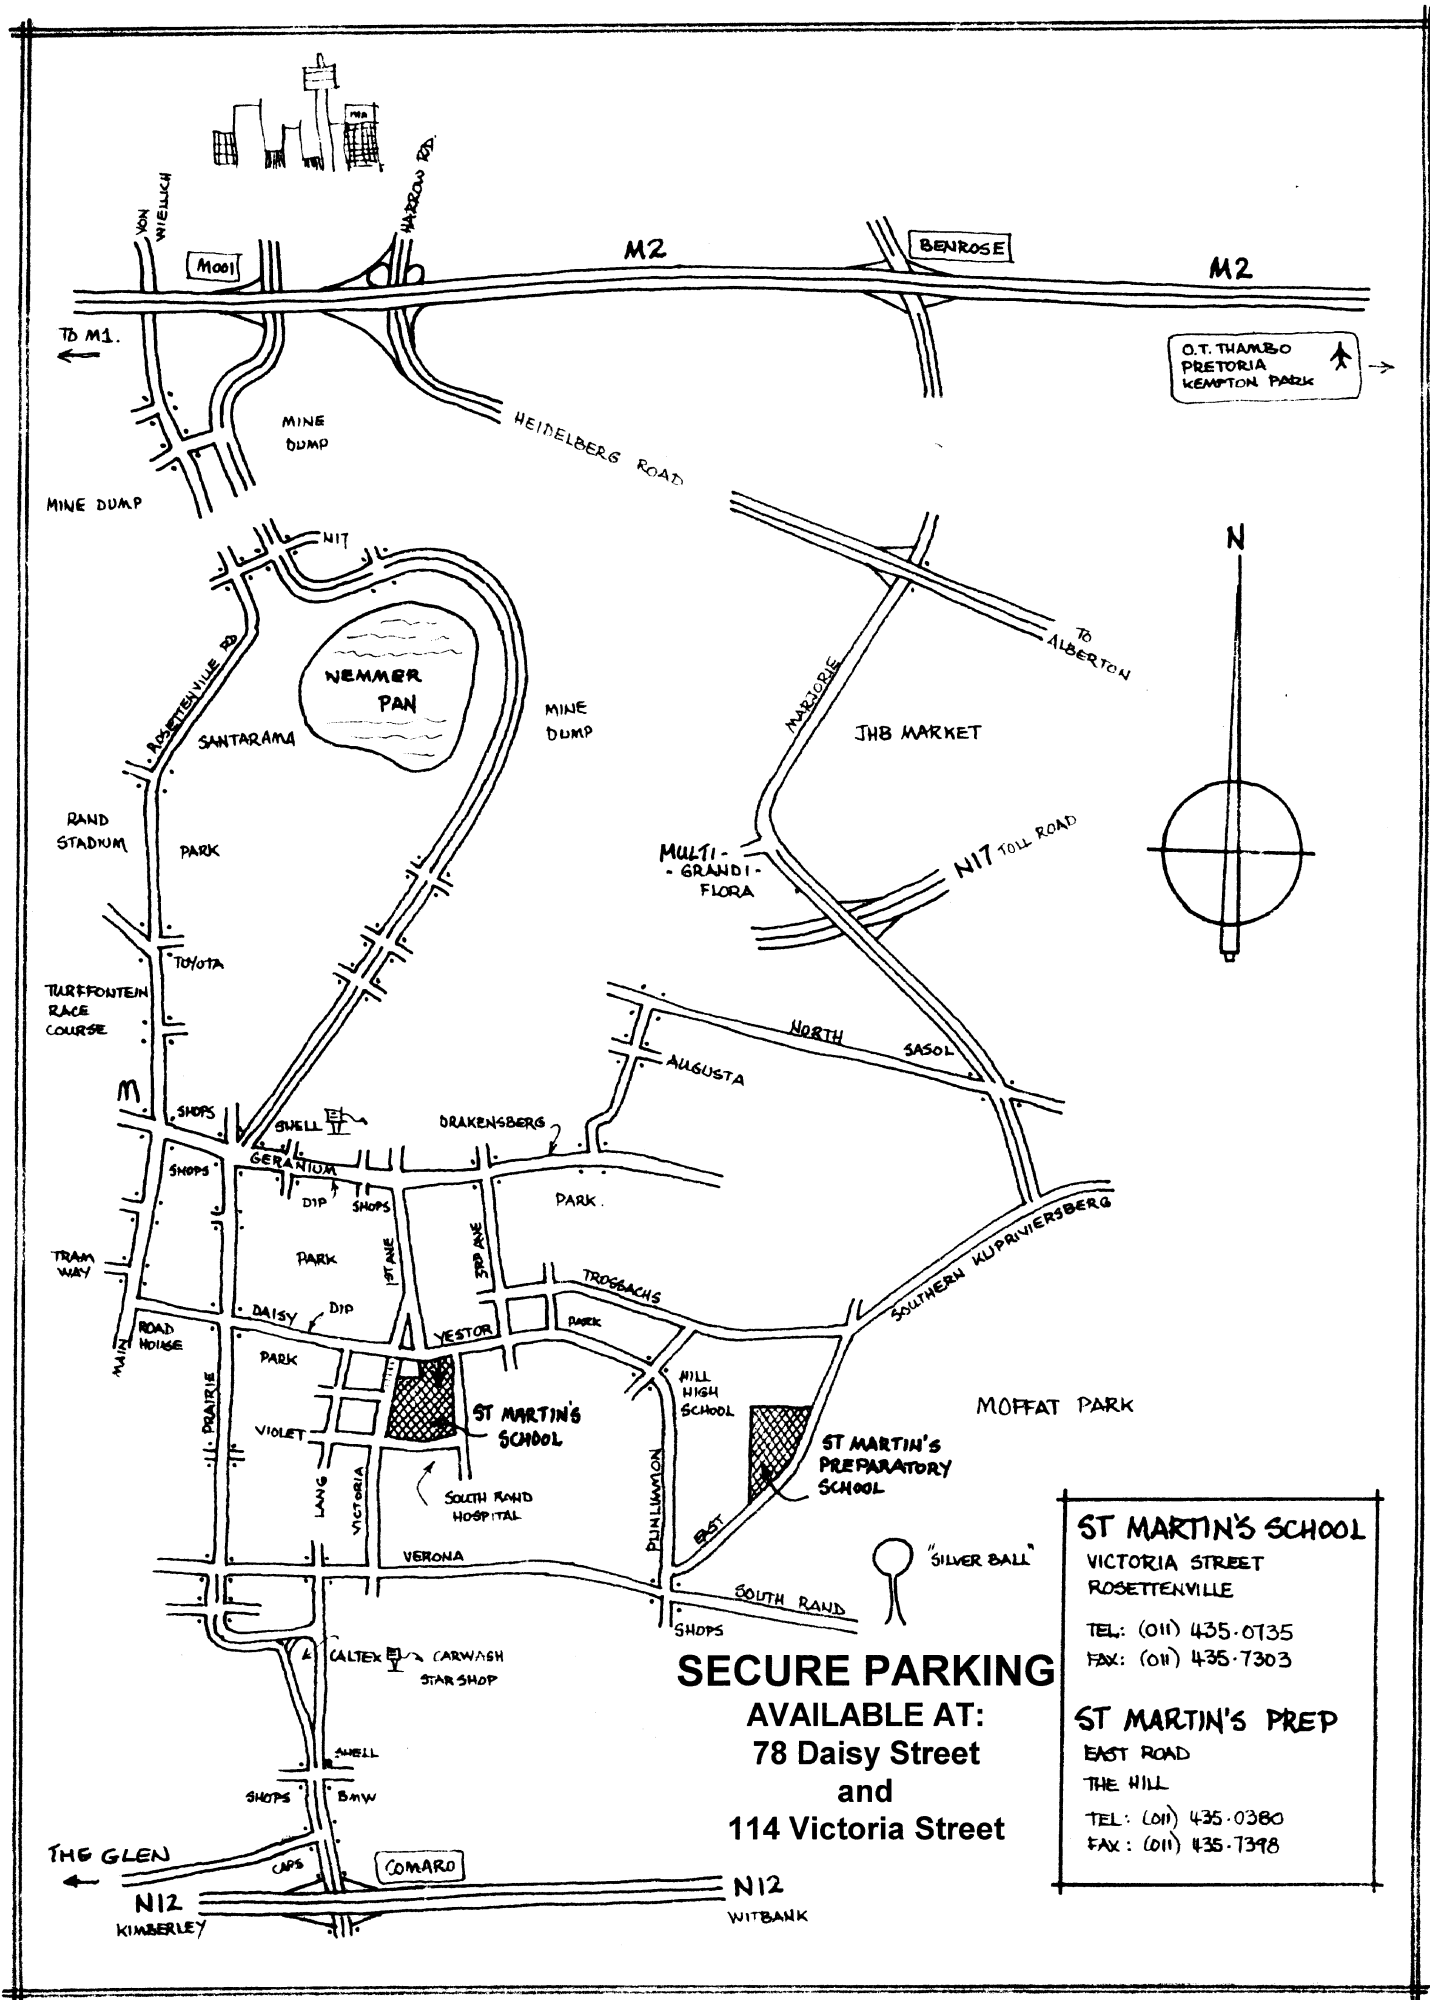 VON
WIELLICH
HARROW RD.
MOOI
M2
BENROSE
M2
TO M1.
O.T. THAMBO
PRETORIA
KEMPTON PARK
MINE
DUMP
HEIDELBERG ROAD
MINE DUMP
N
N17
TO
ALBERTON
ROSETTENVILLE RD
WEMMER
PAN
SANTARAMA
MINE
DUMP
MARJORIE
JHB MARKET
RAND
STADIUM
PARK
MULTI-
- GRANDI -
FLORA
N17 TOLL ROAD
TOYOTA
TURFFONTEIN
RACE
COURSE
NORTH
SASOL
AUGUSTA
M
SHOPS
SHELL
DRAKENSBERG
SHOPS
GERANIUM
DIP
SHOPS
PARK.
TRAM
WAY
PARK
1ST AVE
3RD AVE
TROSSACHS
SOUTHERN KLIPRIVIERSBERG
DAISY
DIP
VESTOR
PARK
MAIN
ROAD
HOUSE
PARK
PRAIRIE
HILL
HIGH
SCHOOL
MOFFAT PARK
VIOLET
ST MARTIN'S
SCHOOL
ST MARTIN'S
PREPARATORY
SCHOOL
LANG
VICTORIA
SOUTH RAND
HOSPITAL
PLINLIMMON
EAST
VERONA
"SILVER BALL"
SOUTH RAND
SHOPS
CALTEX
CARWASH
STAR SHOP
SECURE PARKING
AVAILABLE AT:
78 Daisy Street
and
114 Victoria Street
ST MARTIN'S SCHOOL
VICTORIA STREET
ROSETTENVILLE
TEL: (011) 435-0735
FAX: (011) 435-7303
ST MARTIN'S PREP
EAST ROAD
THE HILL
TEL: (011) 435-0380
FAX: (011) 435-7398
SHELL
SHOPS
BMW
THE GLEN
CAPS
COMARO
N12
KIMBERLEY
N12
WITBANK